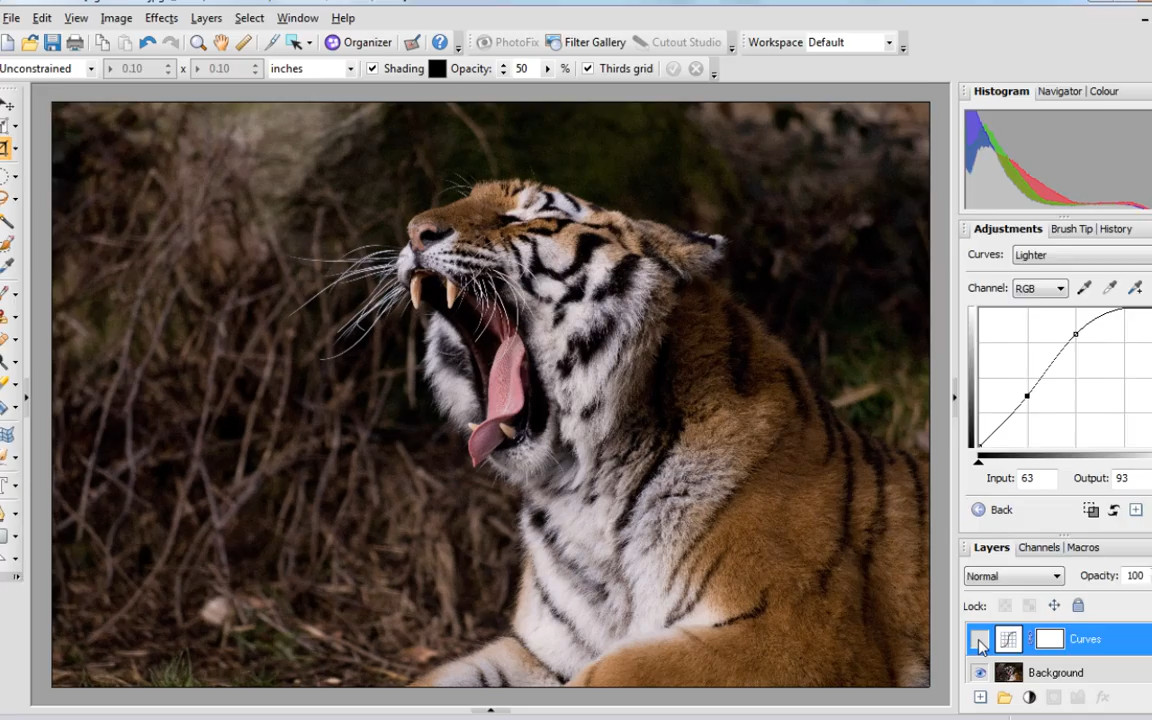 File Edit View Image Effects Layers Select Window Help
Organizer PhotoFix Filter Gallery Cutout Studio Workspace Default
Unconstrained 0.10 x 0.10 inches Shading Opacity: 50 % Thirds grid
Histogram Navigator Colour
Adjustments Brush Tip History
Curves: Lighter
Channel: RGB
Input: 63 Output: 93
Back
Layers Channels Macros
Normal Opacity: 100
Lock:
Curves
Background